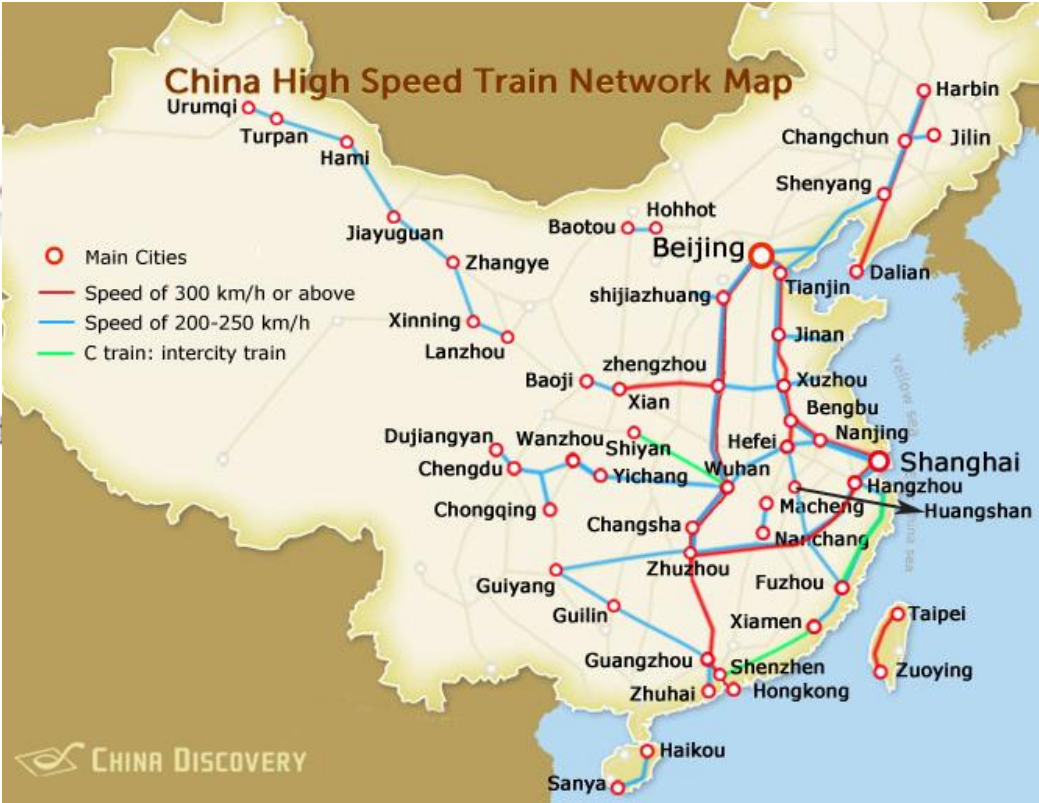 China High Speed Train Network Map
Urumqi
Turpan
Hami
Jiayuguan
Zhangye
Xinning
Lanzhou
Harbin
Changchun
Jilin
Shenyang
Baotou
Hohhot
Beijing
Dalian
Tianjin
shijiazhuang
Main Cities
Speed of 300 km/h or above
Speed of 200-250 km/h
C train: intercity train
Jinan
zhengzhou
Baoji
Xian
Xuzhou
Yellow sea
Bengbu
Dujiangyan
Wanzhou
Shiyan
Hefei
Nanjing
Chengdu
Yichang
Wuhan
Shanghai
Hangzhou
Chongqing
Macheng
Huangshan
Changsha
Nanchang
Zhuzhou
Guiyang
Fuzhou
Guilin
Xiamen
Taipei
Guangzhou
Shenzhen
Zuoying
Zhuhai
Hongkong
Haikou
Sanya
CHINA DISCOVERY